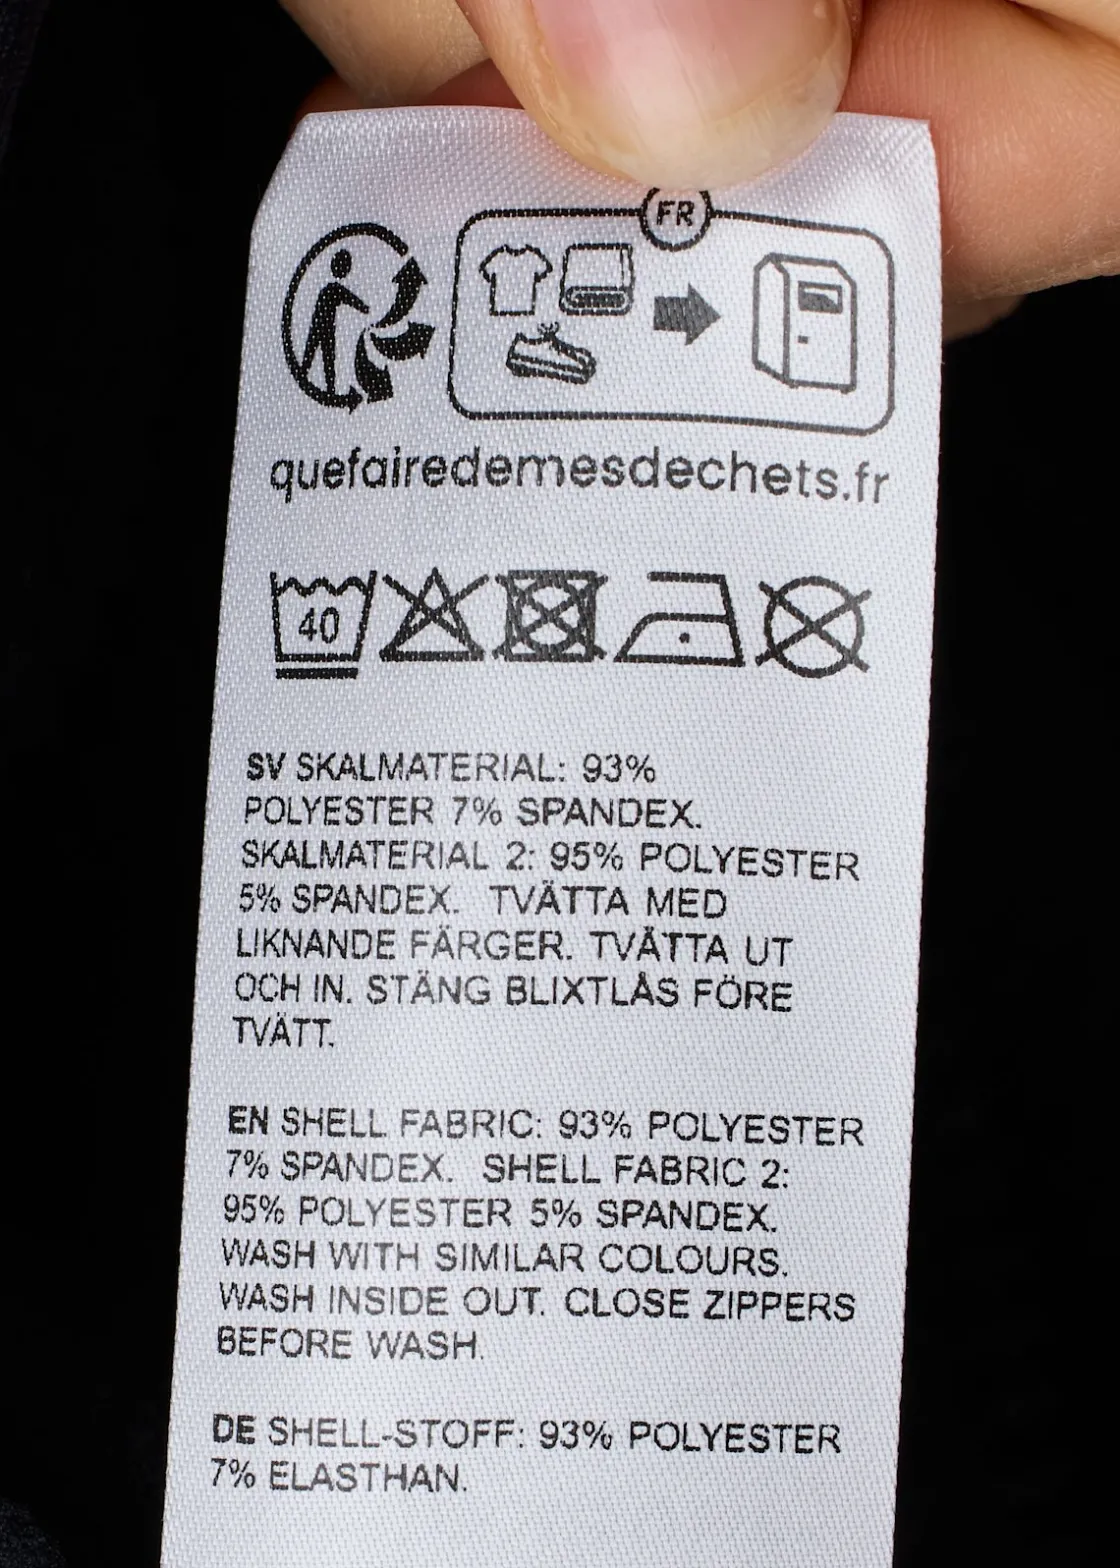 FR
quefairedemesdechets.fr
40
SV SKALMATERIAL: 93%
POLYESTER 7% SPANDEX.
SKALMATERIAL 2: 95% POLYESTER
5% SPANDEX. TVÄTTA MED
LIKNANDE FÄRGER. TVÄTTA UT
OCH IN. STÄNG BLIXTLÅS FÖRE
TVÄTT.
EN SHELL FABRIC: 93% POLYESTER
7% SPANDEX. SHELL FABRIC 2:
95% POLYESTER 5% SPANDEX.
WASH WITH SIMILAR COLOURS.
WASH INSIDE OUT. CLOSE ZIPPERS
BEFORE WASH.
DE SHELL-STOFF: 93% POLYESTER
7% ELASTHAN.